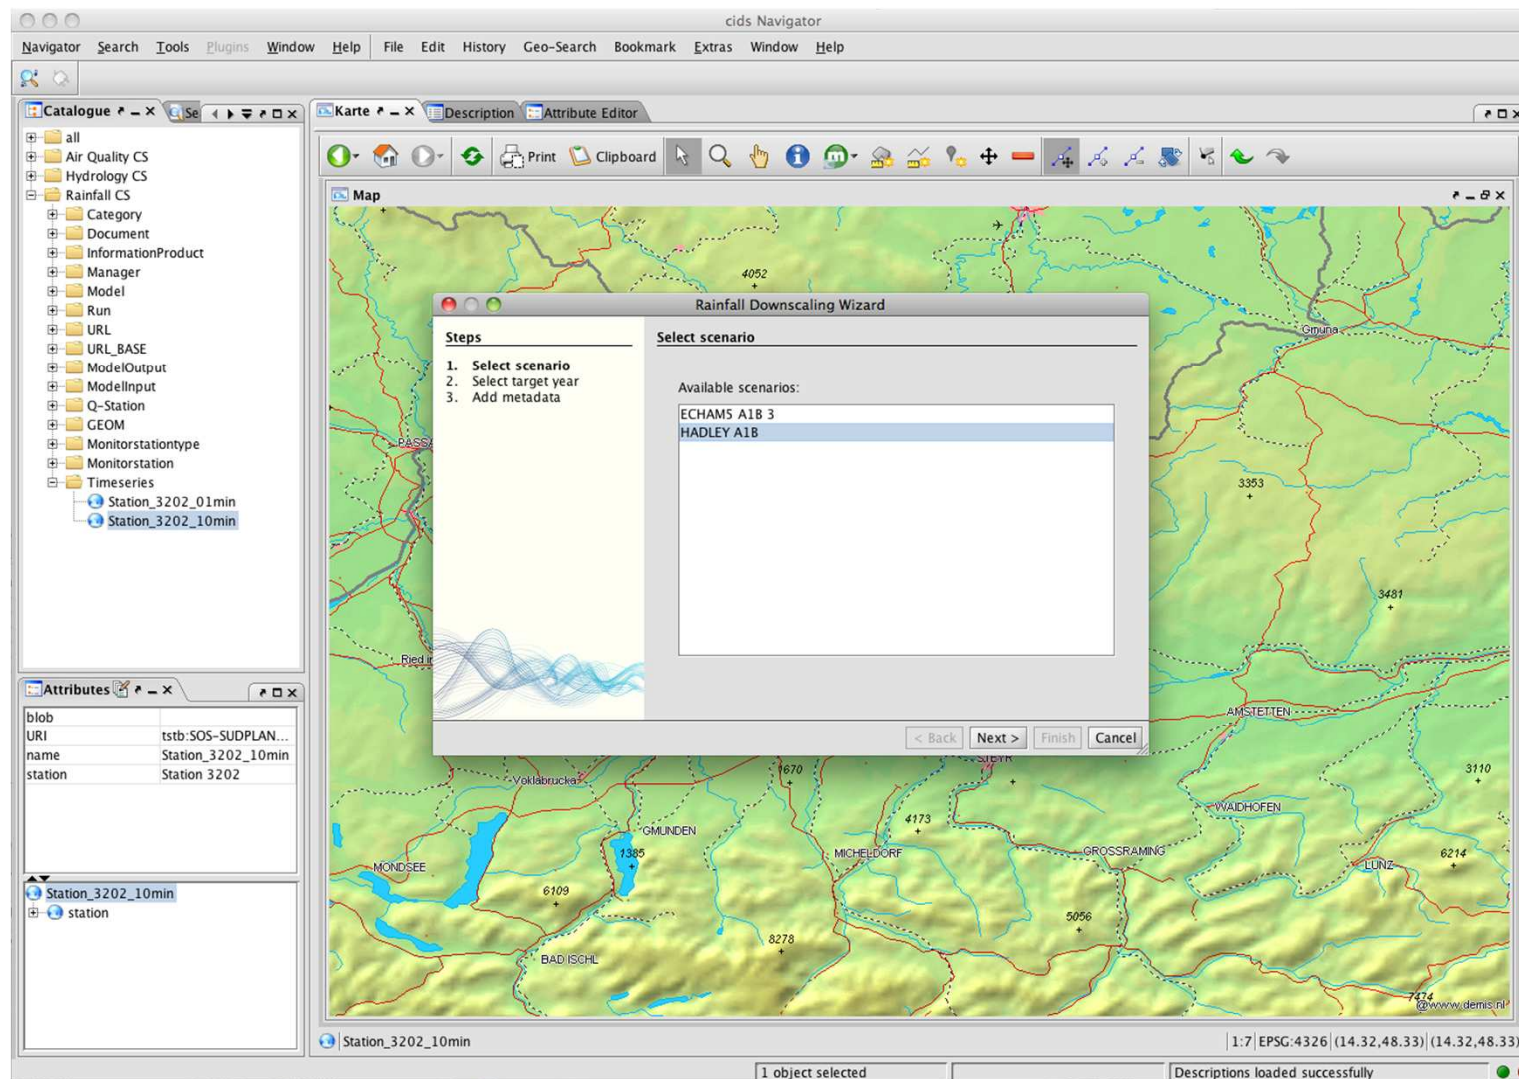 cids Navigator
Navigator Search Tools Plugins Window Help File Edit History Geo-Search Bookmark Extras Window Help
Catalogue Se
Karte Description Attribute Editor
all
Air Quality CS
Hydrology CS
Rainfall CS
Category
Document
InformationProduct
Manager
Model
Run
URL
URL_BASE
ModelOutput
ModelInput
Q-Station
GEOM
Monitorstationtype
Monitorstation
Timeseries
Station_3202_01min
Station_3202_10min
Print Clipboard
Map
4052
Gmuna
PASSA
3353
3481
Ried in
AMSTETTEN
STEYR
Voklabrucka
1670
3110
WAIDHOFEN
4173
GMUNDEN
1385
MICHELDORF
GROSSRAMING
LUNZ
6214
MONDSEE
6109
5056
8278
BAD ISCHL
7474
@www.demis.nl
Rainfall Downscaling Wizard
Steps
1. Select scenario
2. Select target year
3. Add metadata
Select scenario
Available scenarios:
ECHAM5 A1B 3
HADLEY A1B
< Back Next > Finish Cancel
Attributes
blob
URI tstb:SOS-SUDPLAN...
name Station_3202_10min
station Station 3202
Station_3202_10min
station
Station_3202_10min 1:7 EPSG:4326 (14.32,48.33) (14.32,48.33)
1 object selected Descriptions loaded successfully